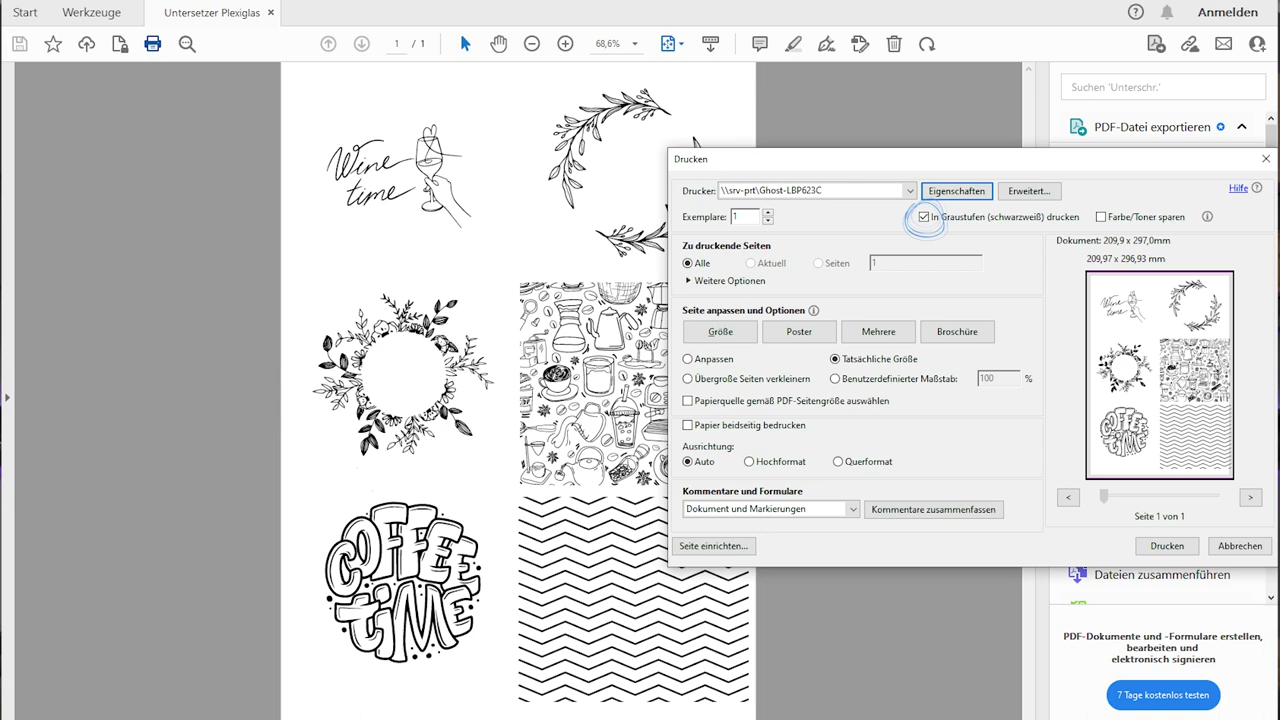 Start Werkzeuge Untersetzer Plexiglas ×
Anmelden
1 / 1 68,6%
Suchen 'Unterschr.'
PDF-Datei exportieren
Wine
time
COFFEE
TIME
Drucken
Drucker: \\srv-prt\Ghost-LBP623C Eigenschaften Erweitert... Hilfe
Exemplare: 1 In Graustufen (schwarzweiß) drucken Farbe/Toner sparen
Zu druckende Seiten
Alle Aktuell Seiten 1
Weitere Optionen
Seite anpassen und Optionen
Größe Poster Mehrere Broschüre
Anpassen Tatsächliche Größe
Übergroße Seiten verkleinern Benutzerdefinierter Maßstab: 100 %
Papierquelle gemäß PDF-Seitengröße auswählen
Papier beidseitig bedrucken
Ausrichtung:
Auto Hochformat Querformat
Kommentare und Formulare
Dokument und Markierungen Kommentare zusammenfassen
Seite einrichten...
Dokument: 209,9 x 297,0mm
209,97 x 296,93 mm
Wine
time
COFFEE
TIME
< >
Seite 1 von 1
Drucken Abbrechen
Dateien zusammenführen
PDF-Dokumente und -Formulare erstellen,
bearbeiten und
elektronisch signieren
7 Tage kostenlos testen